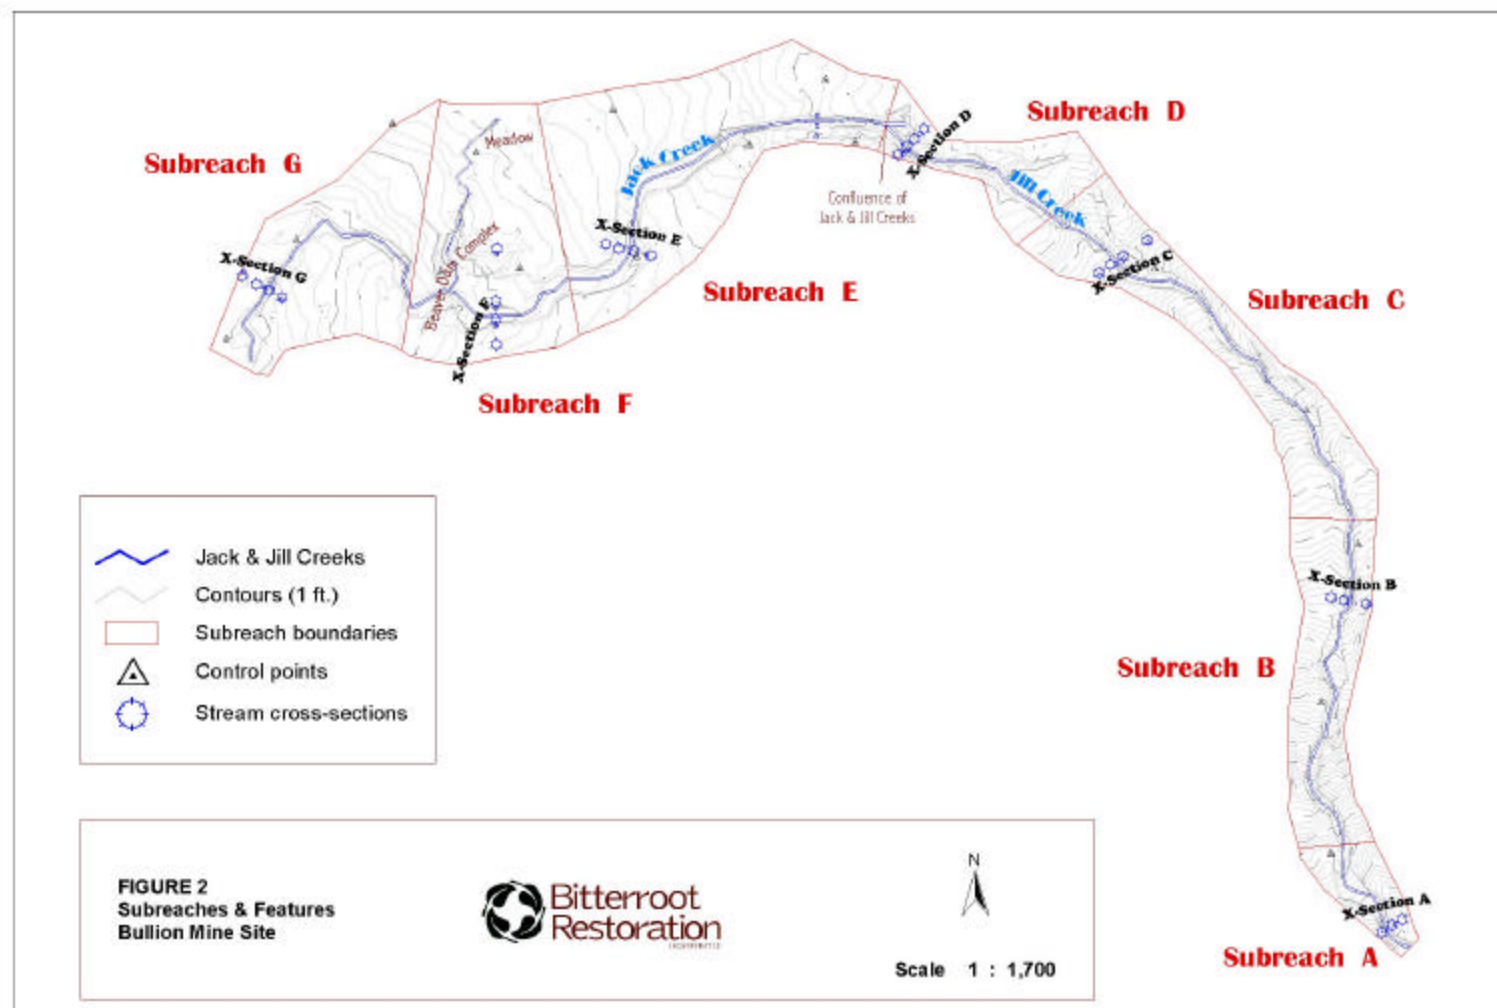 Subreach D
X-Section D
Meadow
Jack Creek
Subreach G
Jill Creek
Confluence of
Jack & Jill Creeks
X-Section E
Beaver Dam Complex
X-Section G
X-Section C
Subreach E
Subreach C
X-Section F
Subreach F
Jack & Jill Creeks
Contours (1 ft.)
Subreach boundaries
Control points
Stream cross-sections
X-Section B
Subreach B
X-Section A
Subreach A
FIGURE 2
Subreaches & Features
Bullion Mine Site
Bitterroot
Restoration
N
Scale 1 : 1,700